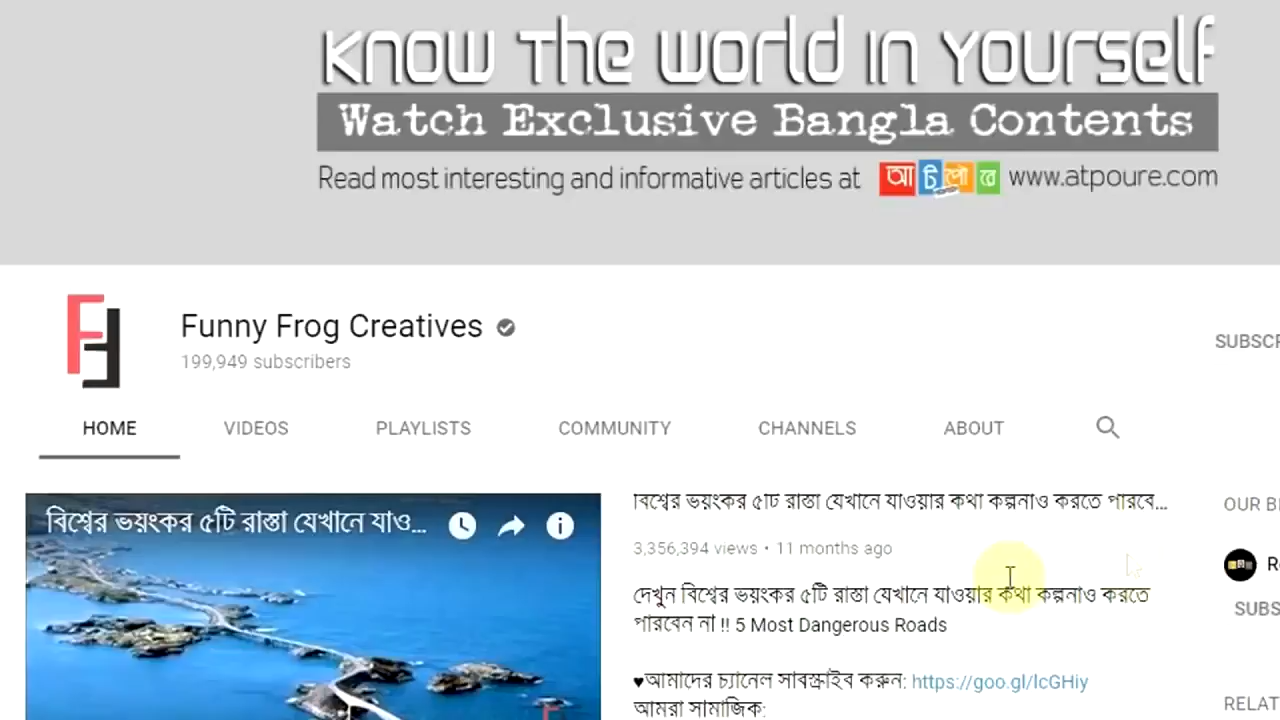 Know The World In Yourself
Watch Exclusive Bangla Contents
Read most interesting and informative articles at আটপৌরে www.atpoure.com
Funny Frog Creatives
199,949 subscribers
SUBSCR
HOME VIDEOS PLAYLISTS COMMUNITY CHANNELS ABOUT
বিশ্বের ভয়ংকর ৫টি রাস্তা যেখানে যাও...
বিশ্বের ভয়ংকর ৫টি রাস্তা যেখানে যাওয়ার কথা কল্পনাও করতে পারবে...
OUR B
3,356,394 views • 11 months ago
R
দেখুন বিশ্বের ভয়ংকর ৫টি রাস্তা যেখানে যাওয়ার কথা কল্পনাও করতে
পারবেন না !! 5 Most Dangerous Roads
SUBS
♥আমাদের চ্যানেল সাবস্ক্রাইব করুন: https://goo.gl/lcGHiy
আমরা সামাজিক:
RELAT